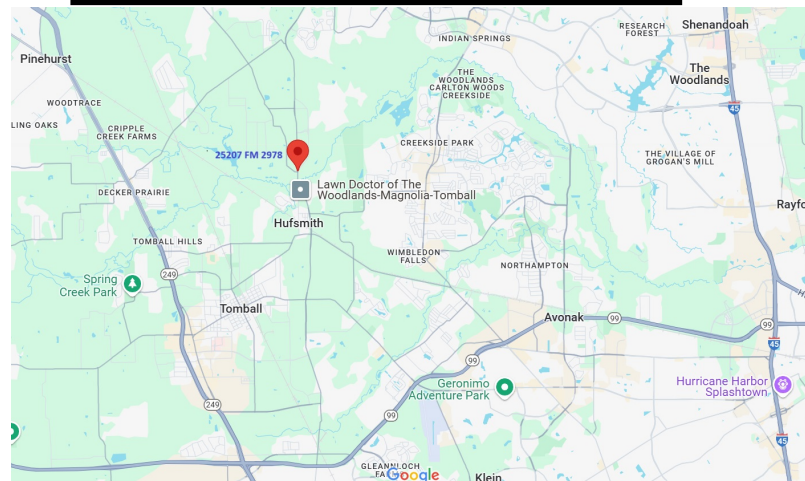 RESEARCH
FOREST
Shenandoah
INDIAN SPRINGS
Pinehurst
The
Woodlands
THE
WOODLANDS
CARLTON WOODS
CREEKSIDE
WOODTRACE
45
LING OAKS
CRIPPLE
CREEK FARMS
CREEKSIDE PARK
25207 FM 2978
THE VILLAGE OF
GROGAN'S MILL
Lawn Doctor of The
Woodlands-Magnolia-Tomball
DECKER PRAIRIE
Rayfo
Hufsmith
TOMBALL HILLS
WIMBLEDON
FALLS
NORTHAMPTON
249
Spring
Creek Park
Tomball
Avonak
99
99
45
99
Geronimo
Adventure Park
Hurricane Harbor
Splashtown
249
99
45
GLEANNLOCH
Google
Klein